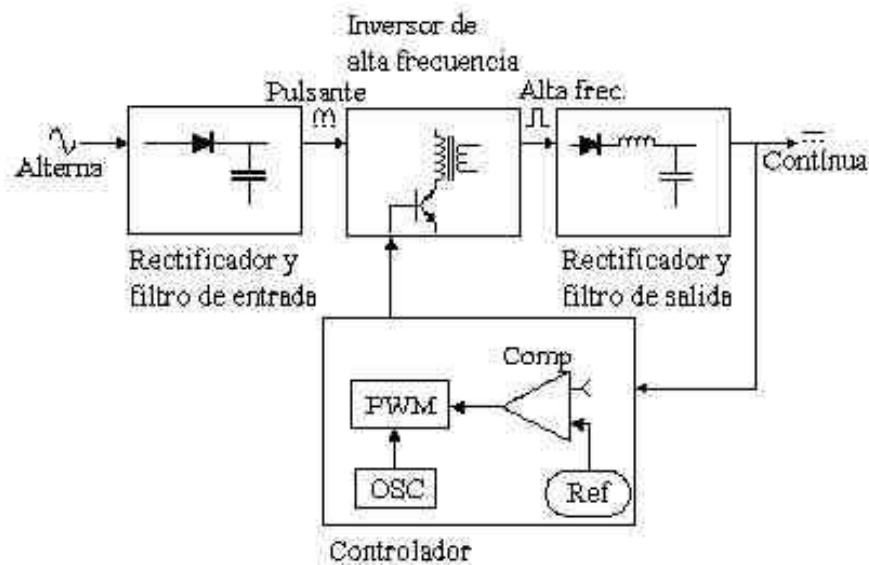 Inversor de
alta frecuencia
Pulsante
Alta frec.
Alterna
Contínua
Rectificador y
filtro de entrada
Rectificador y
filtro de salida
Comp
PWM
OSC
Ref
Controlador